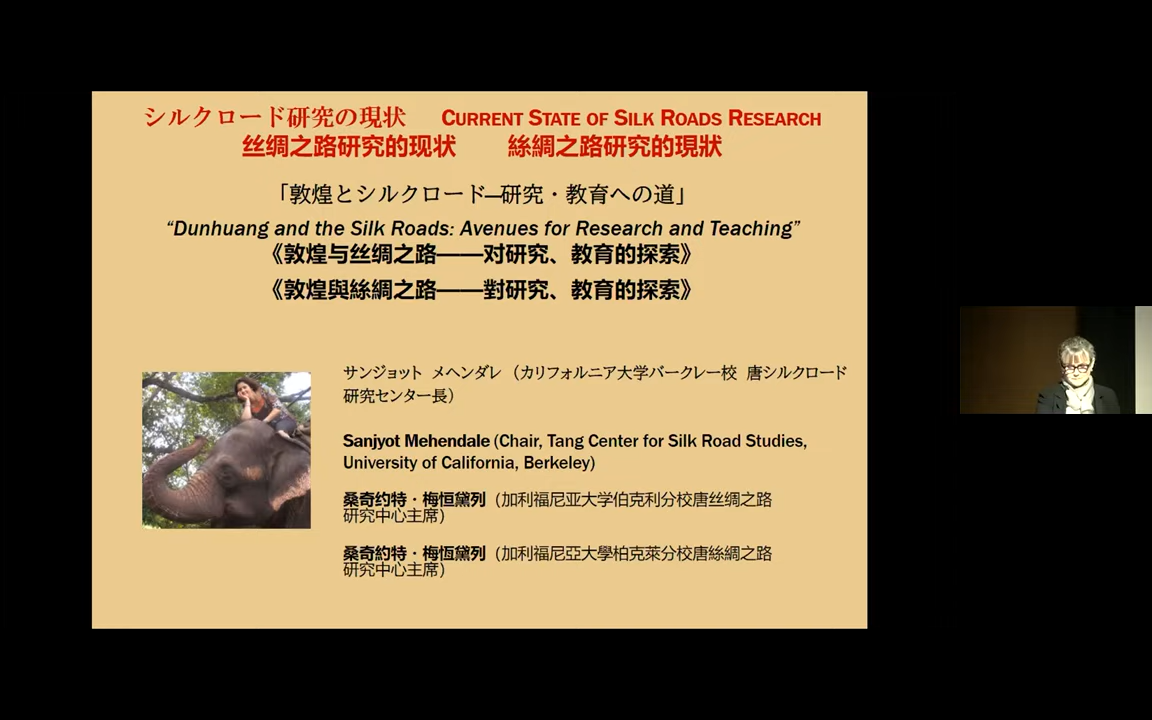 シルクロード研究の現状 CURRENT STATE OF SILK ROADS RESEARCH
丝绸之路研究的现状 絲綢之路研究的現狀
「敦煌とシルクロード—研究・教育への道」
“Dunhuang and the Silk Roads: Avenues for Research and Teaching”
《敦煌与丝绸之路——对研究、教育的探索》
《敦煌與絲綢之路——對研究、教育的探索》
サンジョット メヘンダレ（カリフォルニア大学バークレー校 唐シルクロード
研究センター長）
Sanjyot Mehendale (Chair, Tang Center for Silk Road Studies,
University of California, Berkeley)
桑奇约特・梅恒黛列（加利福尼亚大学伯克利分校唐丝绸之路
研究中心主席）
桑奇約特・梅恆黛列（加利福尼亞大學柏克萊分校唐絲綢之路
研究中心主席）